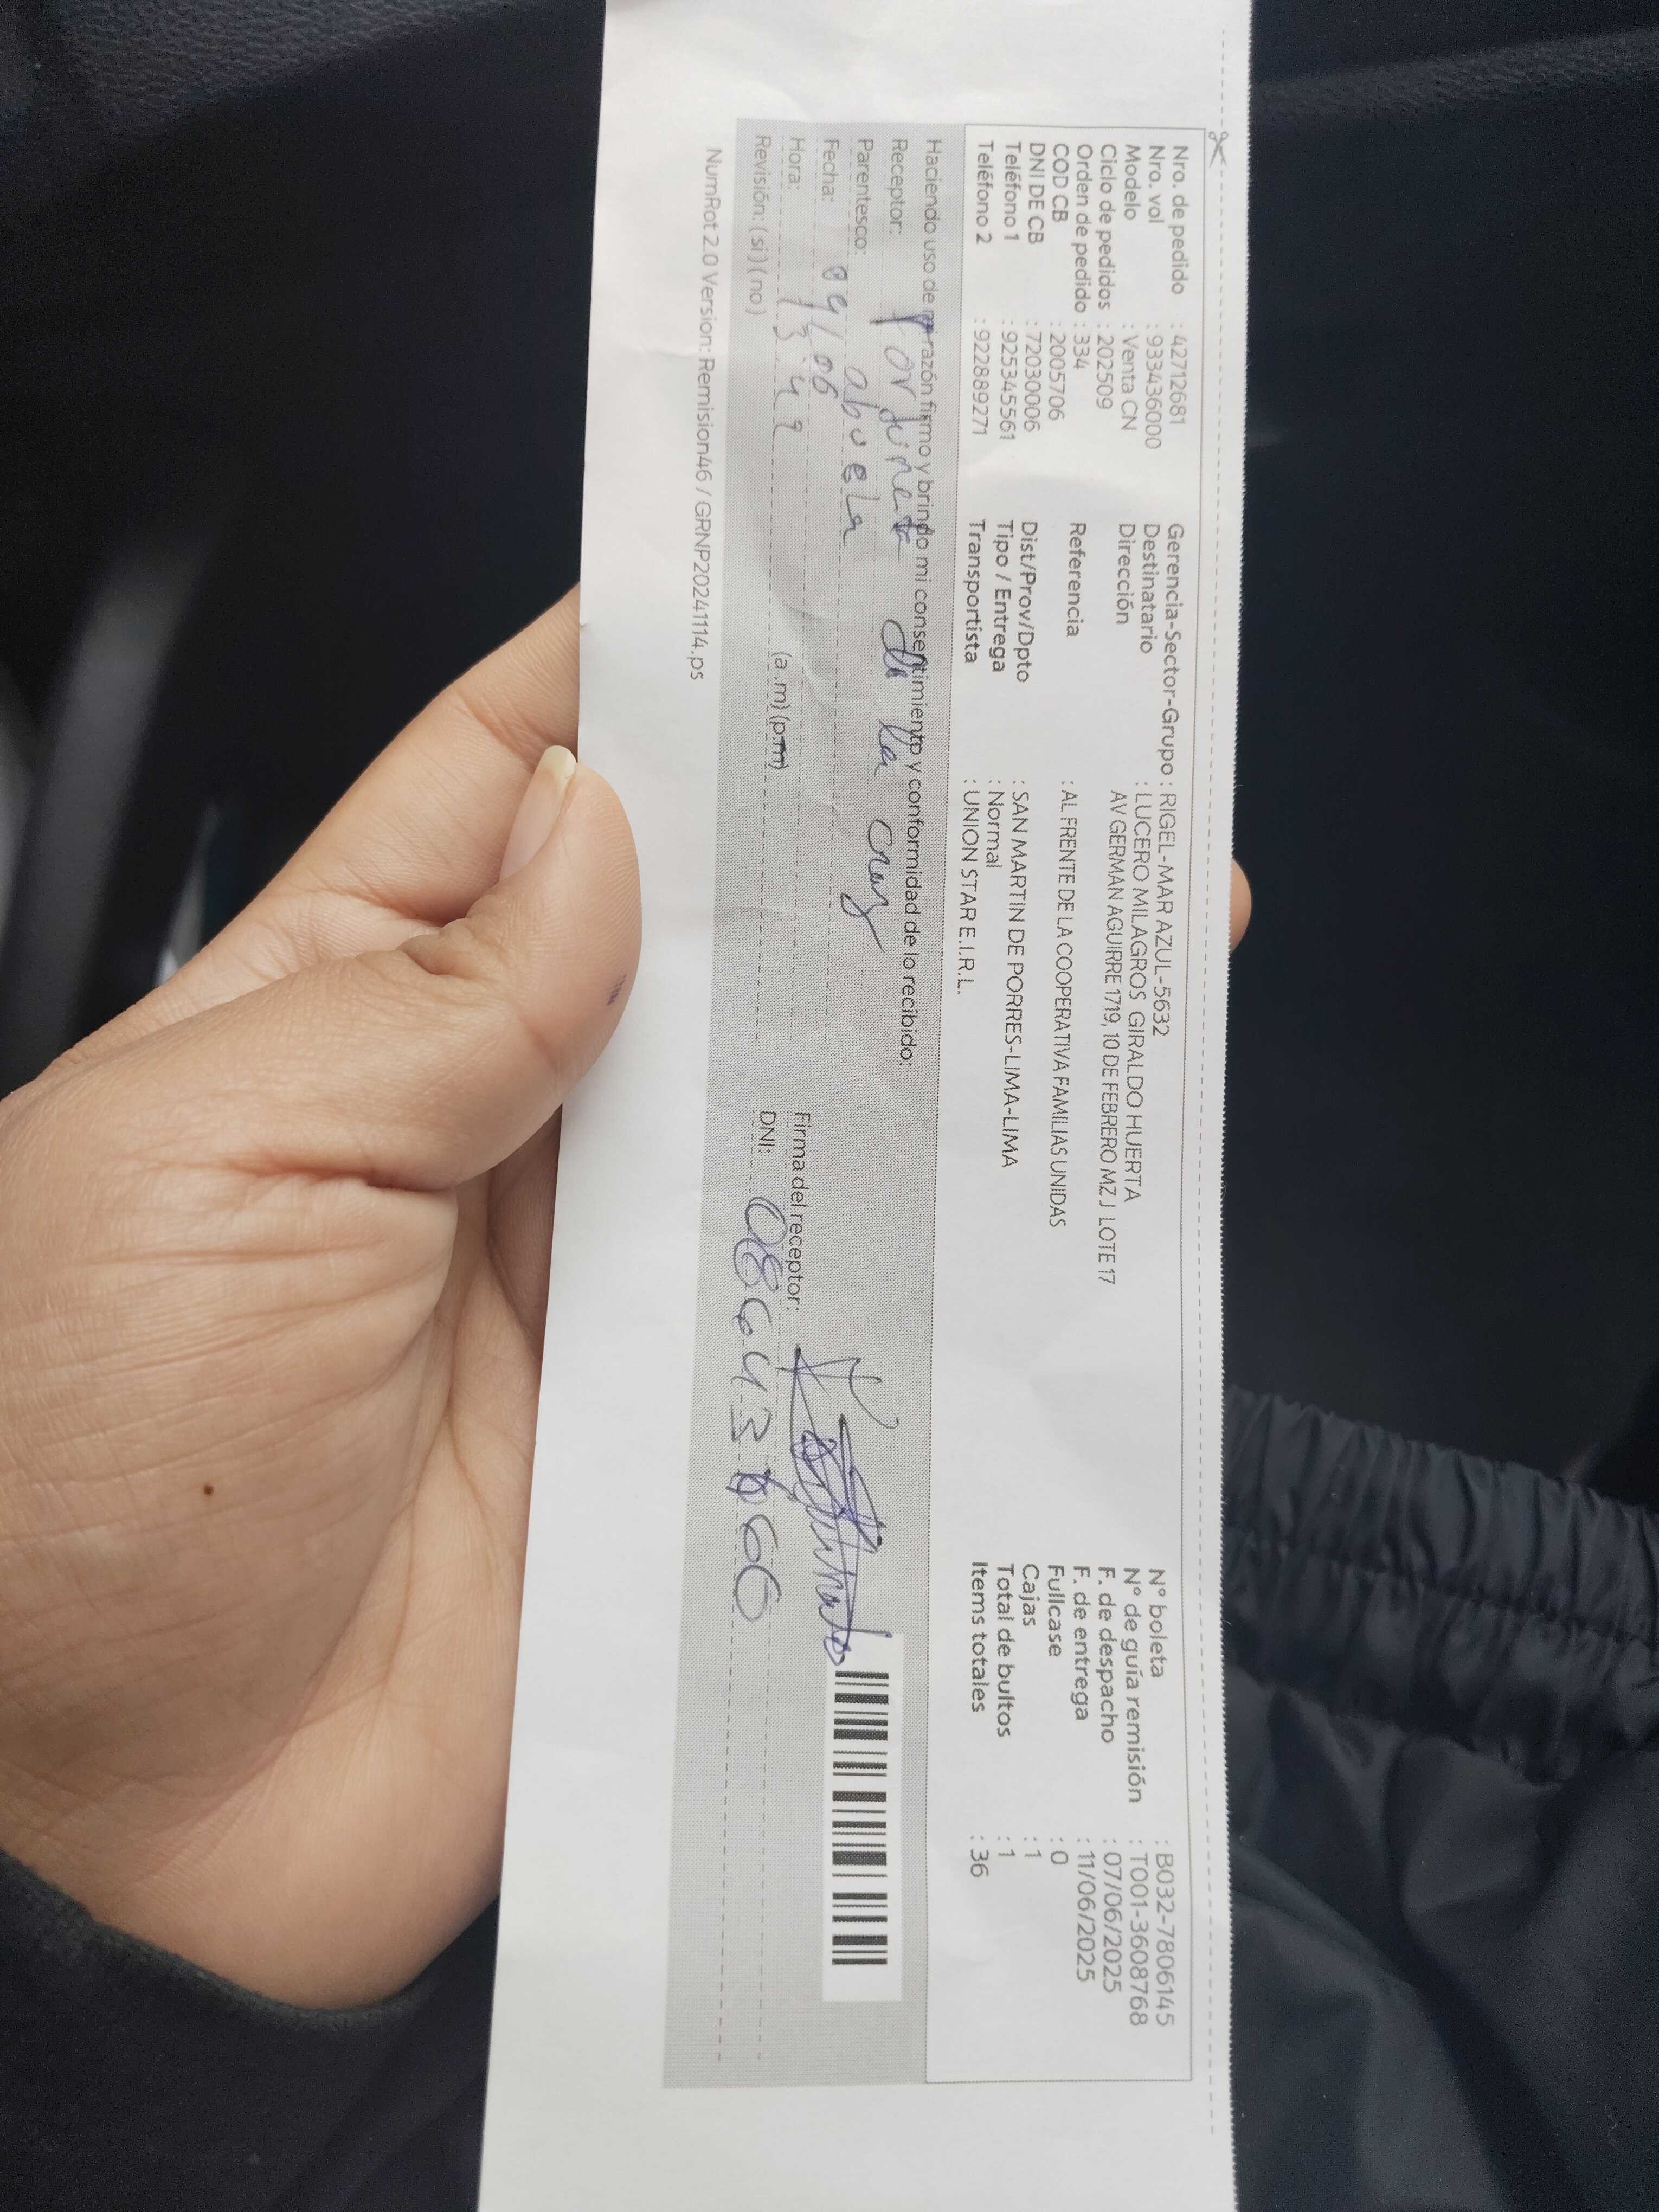 Nro. de pedido : 42712681
Nro. vol : 933436000
Modelo : Venta CN
Ciclo de pedidos : 202509
Orden de pedido : 334
COD CB : 2005706
DNI DE CB : 72030006
Teléfono 1 : 925345561
Teléfono 2 : 922889271
Gerencia-Sector-Grupo : RIGEL-MAR AZUL-5632
Destinatario : LUCERO MILAGROS GIRALDO HUERTA
Dirección AV GERMAN AGUIRRE 1719, 10 DE FEBRERO MZ J LOTE 17
Referencia : AL FRENTE DE LA COOPERATIVA FAMILIAS UNIDAS
Dist/Prov/Dpto : SAN MARTIN DE PORRES-LIMA-LIMA
Tipo / Entrega : Normal
Transportista : UNION STAR E.I.R.L.
N° boleta : B032-7806145
N° de guía remisión : T001-3608768
F. de despacho : 07/06/2025
F. de entrega : 11/06/2025
Fullcase : 0
Cajas : 1
Total de bultos : 1
Items totales : 36
Haciendo uso de mi razón firmo y brindo mi consentimiento y conformidad de lo recibido:
Receptor: de la cruz
Parentesco: abuela
Fecha: 09/06
Hora: 13:49 (a.m) (p.m)
Revisión: ( si ) ( no )
Firma del receptor:
DNI:
NumRot 2.0 Version: Remision46 / GRNP20241114.ps